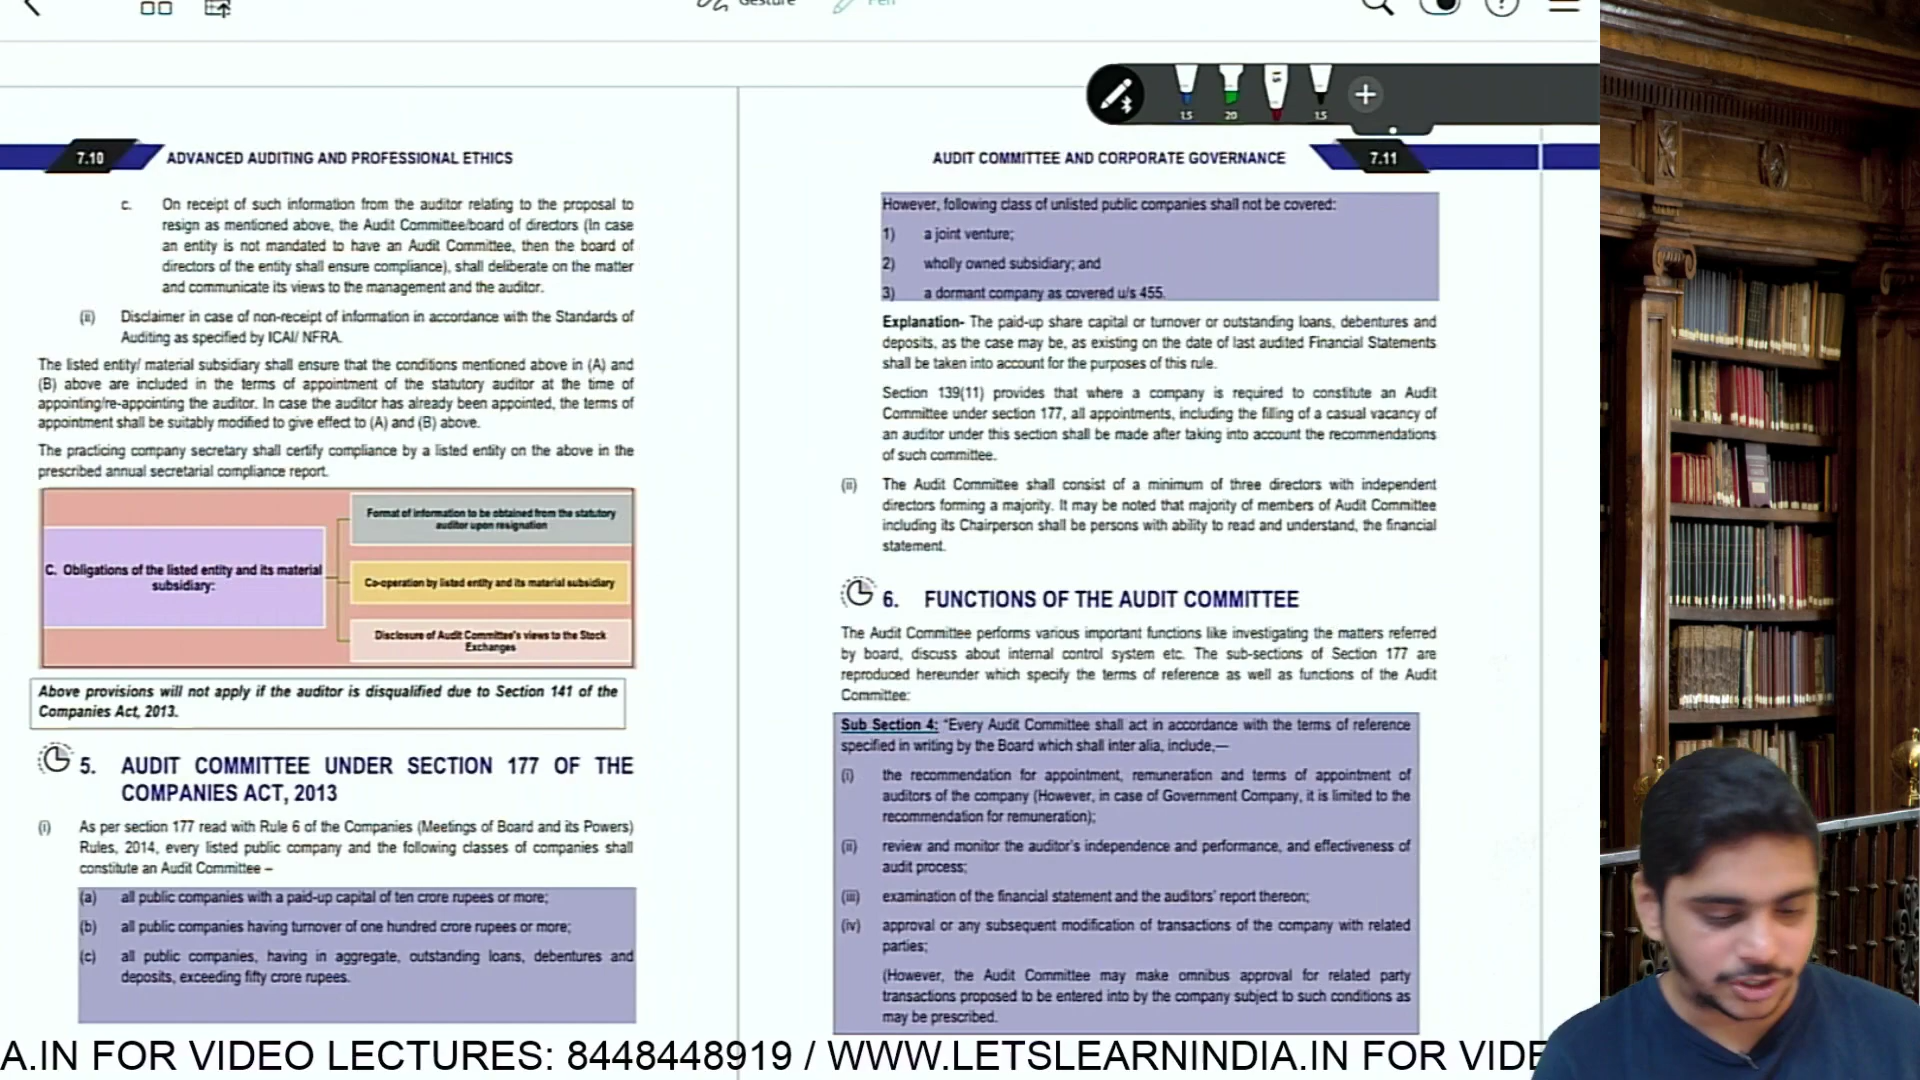 Gesture
Pen
15
20
15
15
7.10
ADVANCED AUDITING AND PROFESSIONAL ETHICS
c. On receipt of such information from the auditor relating to the proposal to
resign as mentioned above, the Audit Committee/board of directors (In case
an entity is not mandated to have an Audit Committee, then the board of
directors of the entity shall ensure compliance), shall deliberate on the matter
and communicate its views to the management and the auditor.
(ii) Disclaimer in case of non-receipt of information in accordance with the Standards of
Auditing as specified by ICAI/ NFRA.
The listed entity/ material subsidiary shall ensure that the conditions mentioned above in (A) and
(B) above are included in the terms of appointment of the statutory auditor at the time of
appointing/re-appointing the auditor. In case the auditor has already been appointed, the terms of
appointment shall be suitably modified to give effect to (A) and (B) above.
The practicing company secretary shall certify compliance by a listed entity on the above in the
prescribed annual secretarial compliance report.
C. Obligations of the listed entity and its material
subsidiary:
Format of information to be obtained from the statutory
auditor upon resignation
Co-operation by listed entity and its material subsidiary
Disclosure of Audit Committee's views to the Stock
Exchanges
Above provisions will not apply if the auditor is disqualified due to Section 141 of the
Companies Act, 2013.
5. AUDIT COMMITTEE UNDER SECTION 177 OF THE
COMPANIES ACT, 2013
(i) As per section 177 read with Rule 6 of the Companies (Meetings of Board and its Powers)
Rules, 2014, every listed public company and the following classes of companies shall
constitute an Audit Committee –
(a) all public companies with a paid-up capital of ten crore rupees or more;
(b) all public companies having turnover of one hundred crore rupees or more;
(c) all public companies, having in aggregate, outstanding loans, debentures and
deposits, exceeding fifty crore rupees.
AUDIT COMMITTEE AND CORPORATE GOVERNANCE
7.11
However, following class of unlisted public companies shall not be covered:
1) a joint venture;
2) wholly owned subsidiary; and
3) a dormant company as covered u/s 455.
Explanation- The paid-up share capital or turnover or outstanding loans, debentures and
deposits, as the case may be, as existing on the date of last audited Financial Statements
shall be taken into account for the purposes of this rule.
Section 139(11) provides that where a company is required to constitute an Audit
Committee under section 177, all appointments, including the filling of a casual vacancy of
an auditor under this section shall be made after taking into account the recommendations
of such committee.
(ii) The Audit Committee shall consist of a minimum of three directors with independent
directors forming a majority. It may be noted that majority of members of Audit Committee
including its Chairperson shall be persons with ability to read and understand, the financial
statement.
6. FUNCTIONS OF THE AUDIT COMMITTEE
The Audit Committee performs various important functions like investigating the matters referred
by board, discuss about internal control system etc. The sub-sections of Section 177 are
reproduced hereunder which specify the terms of reference as well as functions of the Audit
Committee:
Sub Section 4: "Every Audit Committee shall act in accordance with the terms of reference
specified in writing by the Board which shall inter alia, include,—
(i) the recommendation for appointment, remuneration and terms of appointment of
auditors of the company (However, in case of Government Company, it is limited to the
recommendation for remuneration);
(ii) review and monitor the auditor's independence and performance, and effectiveness of
audit process;
(iii) examination of the financial statement and the auditors' report thereon;
(iv) approval or any subsequent modification of transactions of the company with related
parties;
(However, the Audit Committee may make omnibus approval for related party
transactions proposed to be entered into by the company subject to such conditions as
may be prescribed.
A.IN FOR VIDEO LECTURES: 8448448919 / WWW.LETSLEARNINDIA.IN FOR VIDE